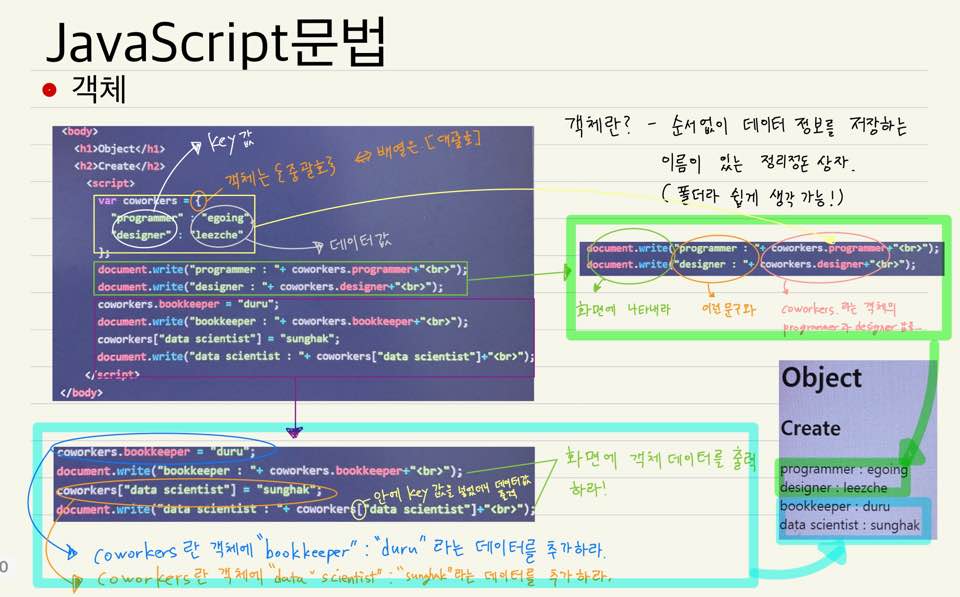 JavaScript문법
객체
<body>
<h1>Object</h1>
<h2>Create</h2>
<script>
var coworkers = {
"programmer" : "egoing",
"designer" : "leezche"
};
document.write("programmer : "+ coworkers.programmer+"<br>");
document.write("designer : "+ coworkers.designer+"<br>");
coworkers.bookkeeper = "duru";
document.write("bookkeeper : "+ coworkers.bookkeeper+"<br>");
coworkers["data scientist"] = "sunghak";
document.write("data scientist : "+ coworkers["data scientist"]+"<br>");
</script>
</body>
key 값
객체는 {중괄호} ⇔ 배열은 [대괄호]
데이터값
객체란? - 순서없이 데이터 정보를 저장하는
이름이 있는 정리정돈 상자.
(폴더라 쉽게 생각 가능!)
document.write("programmer : "+ coworkers.programmer+"<br>");
document.write("designer : "+ coworkers.designer+"<br>");
화면에 나타내라
이런문구와
coworkers.라는 객체의
programmer과 designer 값을...
Object
Create
programmer : egoing
designer : leezche
bookkeeper : duru
data scientist : sunghak
coworkers.bookkeeper = "duru";
document.write("bookkeeper : "+ coworkers.bookkeeper+"<br>");
coworkers["data scientist"] = "sunghak";
document.write("data scientist : "+ coworkers["data scientist"]+"<br>");
안에 key 값을 넣었어서 데이터값
출력
화면에 객체 데이터를 출력
하라!
coworkers란 객체에 "bookkeeper" : "duru" 라는 데이터를 추가하라.
coworkers란 객체에 "data scientist" : "sunghak"라는 데이터를 추가하라.
0